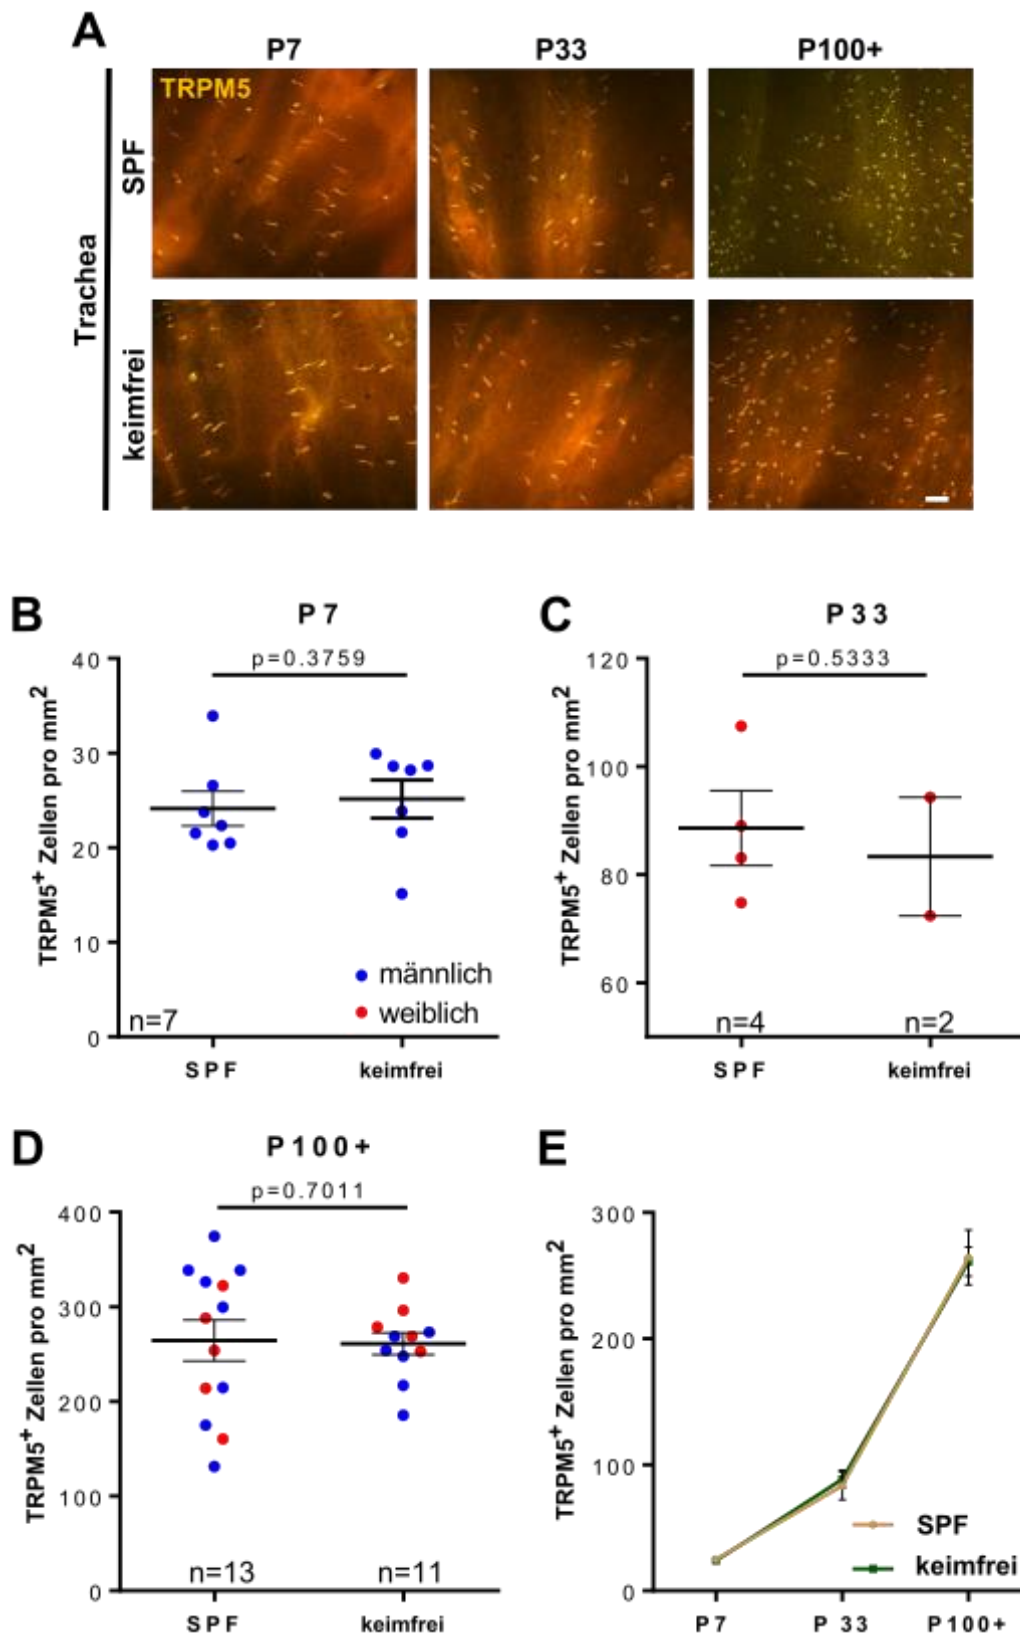 A
P7
P33
P100+
TRPM5
SPF
keimfrei
Trachea
B
P 7
p=0.3759
TRPM5+ Zellen pro mm2
40
30
20
10
0
männlich
weiblich
n=7
SPF
keimfrei
C
P33
p=0.5333
TRPM5+ Zellen pro mm2
120
100
80
60
n=4
n=2
SPF
keimfrei
D
P100+
p=0.7011
TRPM5+ Zellen pro mm2
400
300
200
100
0
n=13
n=11
SPF
keimfrei
E
TRPM5+ Zellen pro mm2
300
200
100
0
SPF
keimfrei
P7
P 33
P100+